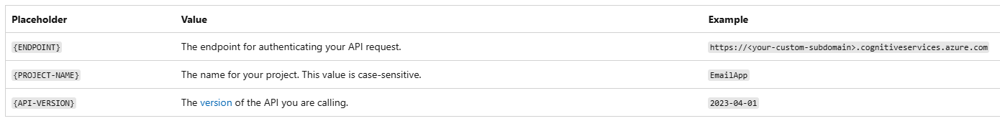 Placeholder Value Example
{ENDPOINT} The endpoint for authenticating your API request. https://<your-custom-subdomain>.cognitiveservices.azure.com
{PROJECT-NAME} The name for your project. This value is case-sensitive. EmailApp
{API-VERSION} The version of the API you are calling. 2023-04-01